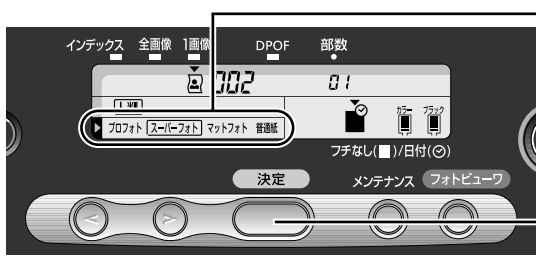 インデックス 全画像 1画像 DPOF 部数
002 01
L判
カラー ブラック
プロフォト スーパーフォト マットフォト 普通紙
フチなし(■)/日付(◷)
決定 メンテナンス フォトビューワ